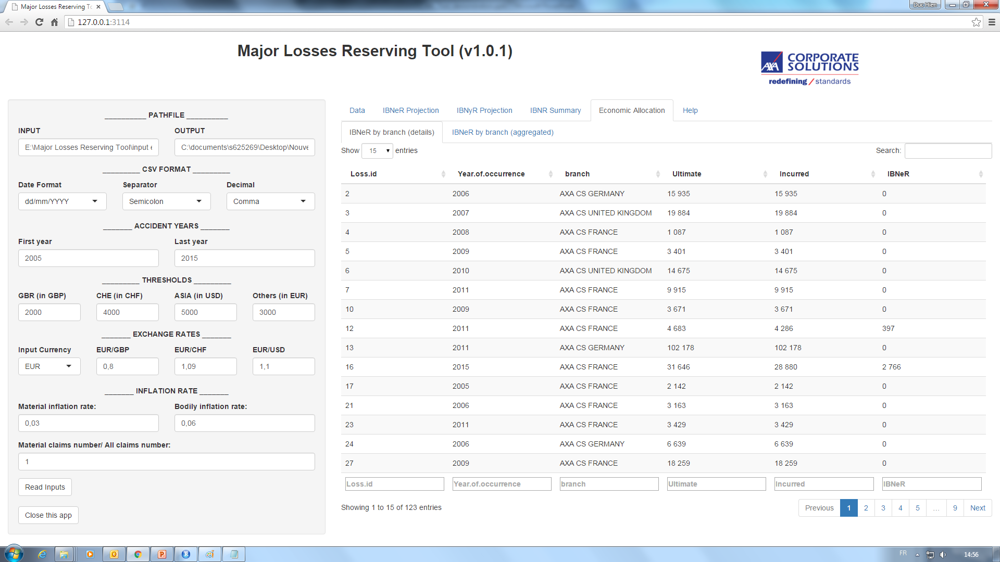 Major Losses Reserving To
Duc Hien
127.0.0.1:3114
Major Losses Reserving Tool (v1.0.1)
AXA CORPORATE SOLUTIONS
redefining / standards
__________ PATHFILE __________
INPUT OUTPUT
E:\Major Losses Reserving Tool\input e C:\documents\s625269\Desktop\Nouve
_________ CSV FORMAT _________
Date Format Separator Decimal
dd/mm/YYYY Semicolon Comma
_______ ACCIDENT YEARS _______
First year Last year
2005 2015
_________ THRESHOLDS _________
GBR (in GBP) CHE (in CHF) ASIA (in USD) Others (in EUR)
2000 4000 5000 3000
_______ EXCHANGE RATES _______
Input Currency EUR/GBP EUR/CHF EUR/USD
EUR 0,8 1,09 1,1
_______ INFLATION RATE _______
Material inflation rate: Bodily inflation rate:
0,03 0,06
Material claims number/ All claims number:
1
Read Inputs
Close this app
Data IBNeR Projection IBNyR Projection IBNR Summary Economic Allocation Help
IBNeR by branch (details) IBNeR by branch (aggregated)
Show 15 entries Search:
Loss.id Year.of.occurrence branch Ultimate Incurred IBNeR
2 2006 AXA CS GERMANY 15 935 15 935 0
3 2007 AXA CS UNITED KINGDOM 19 884 19 884 0
4 2008 AXA CS FRANCE 1 087 1 087 0
5 2009 AXA CS FRANCE 3 401 3 401 0
6 2010 AXA CS UNITED KINGDOM 14 675 14 675 0
7 2011 AXA CS FRANCE 9 915 9 915 0
10 2009 AXA CS FRANCE 3 671 3 671 0
12 2011 AXA CS FRANCE 4 683 4 286 397
13 2011 AXA CS GERMANY 102 178 102 178 0
16 2015 AXA CS FRANCE 31 646 28 880 2 766
17 2005 AXA CS FRANCE 2 142 2 142 0
21 2006 AXA CS FRANCE 3 163 3 163 0
23 2011 AXA CS FRANCE 3 429 3 429 0
24 2006 AXA CS GERMANY 6 639 6 639 0
27 2009 AXA CS FRANCE 18 259 18 259 0
Loss.id Year.of.occurrence branch Ultimate Incurred IBNeR
Showing 1 to 15 of 123 entries Previous 1 2 3 4 5 … 9 Next
FR 14:56